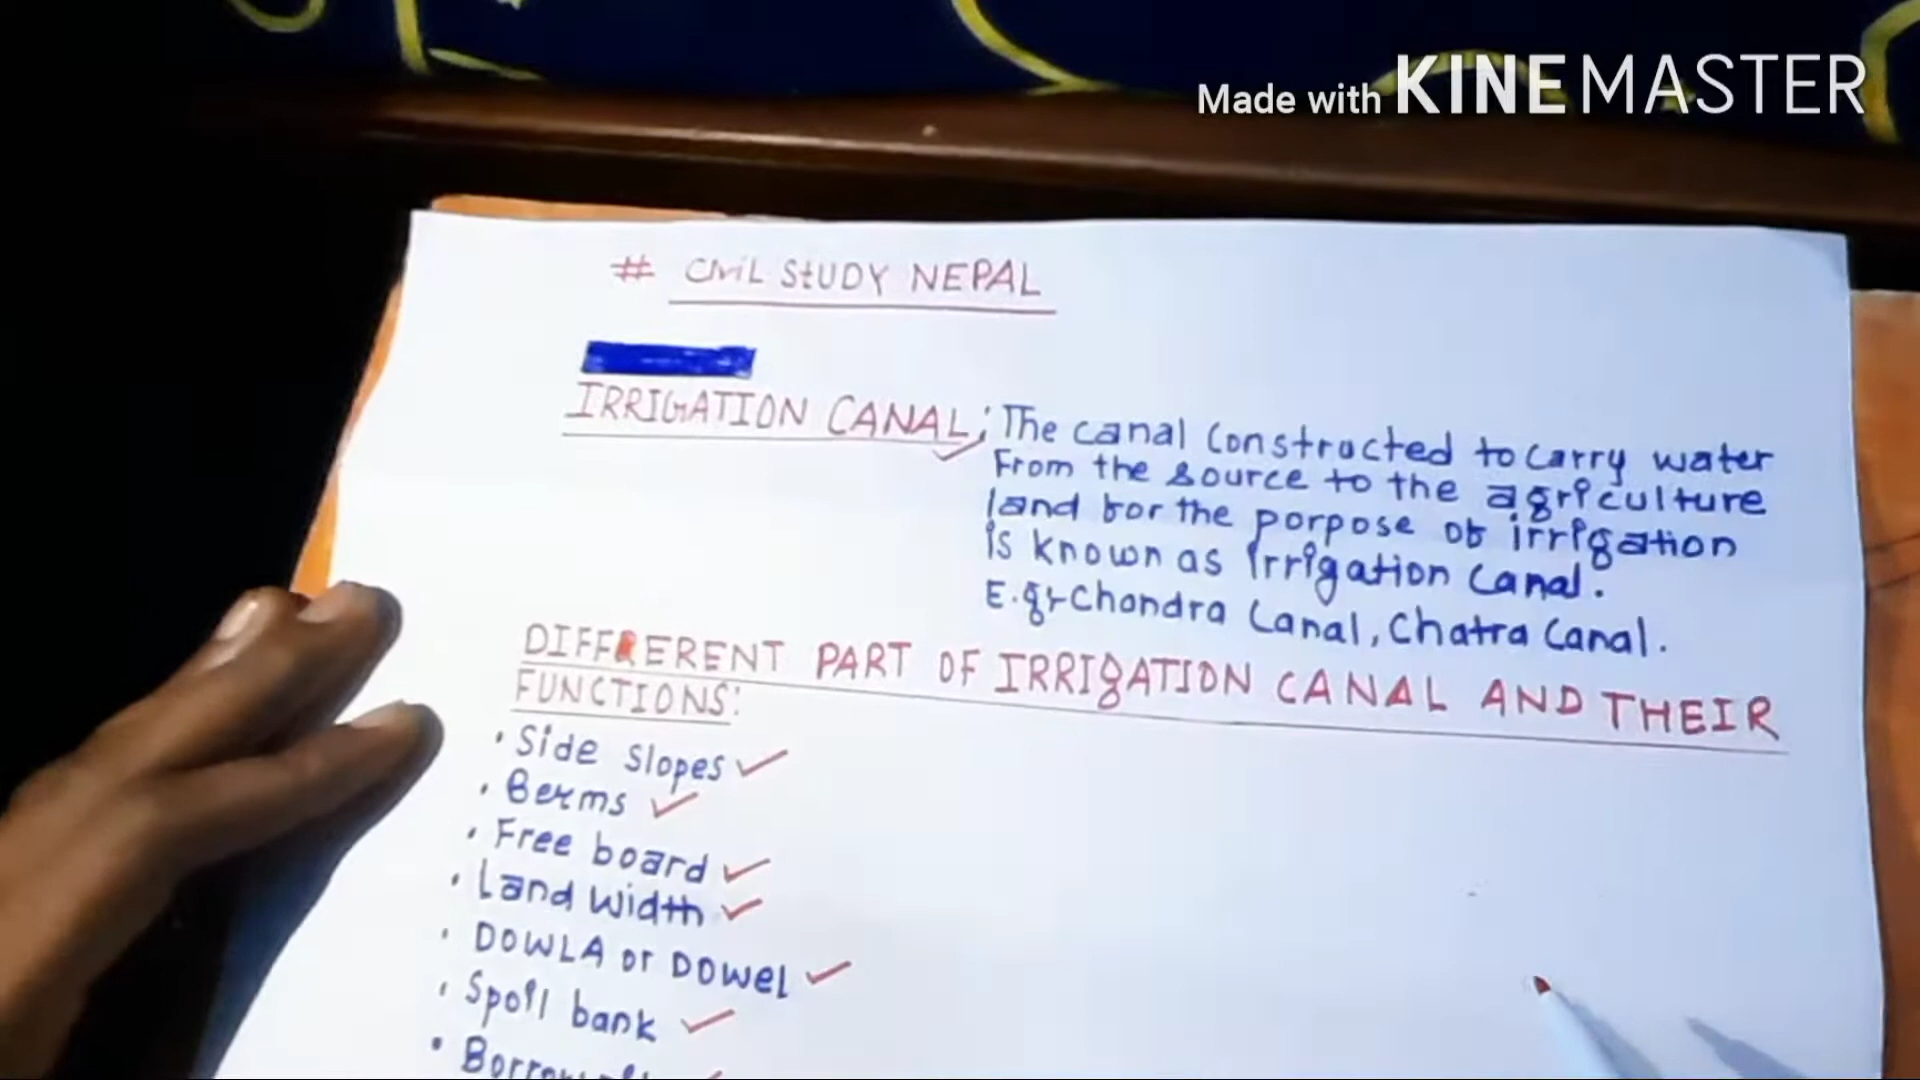 Made with KINEMASTER
# CIVIL StUDY NEPAL
IRRIGATION CANAL; The canal constructed to carry water
From the source to the agriculture
land for the porpose of irrigation
is known as irrigation canal.
E.g:- Chandra Canal, Chatra Canal.
DIFFERENT PART OF IRRIGATION CANAL AND THEIR
FUNCTIONS:
• Side slopes ✓
• Berms ✓
• Free board ✓
• Land width ✓
• DOWLA or DOWEL ✓
• Spoil bank ✓